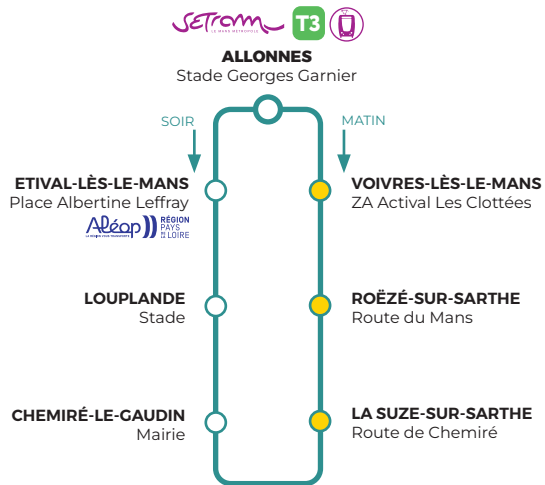 SETRAM
LE MANS MÉTROPOLE
T3
ALLONNES
Stade Georges Garnier
SOIR
MATIN
ETIVAL-LÈS-LE-MANS
Place Albertine Leffray
Aléop
RÉGION
PAYS
DE LA
LOIRE
VOIVRES-LÈS-LE-MANS
ZA Actival Les Clottées
LOUPLANDE
Stade
ROËZÉ-SUR-SARTHE
Route du Mans
CHEMIRÉ-LE-GAUDIN
Mairie
LA SUZE-SUR-SARTHE
Route de Chemiré